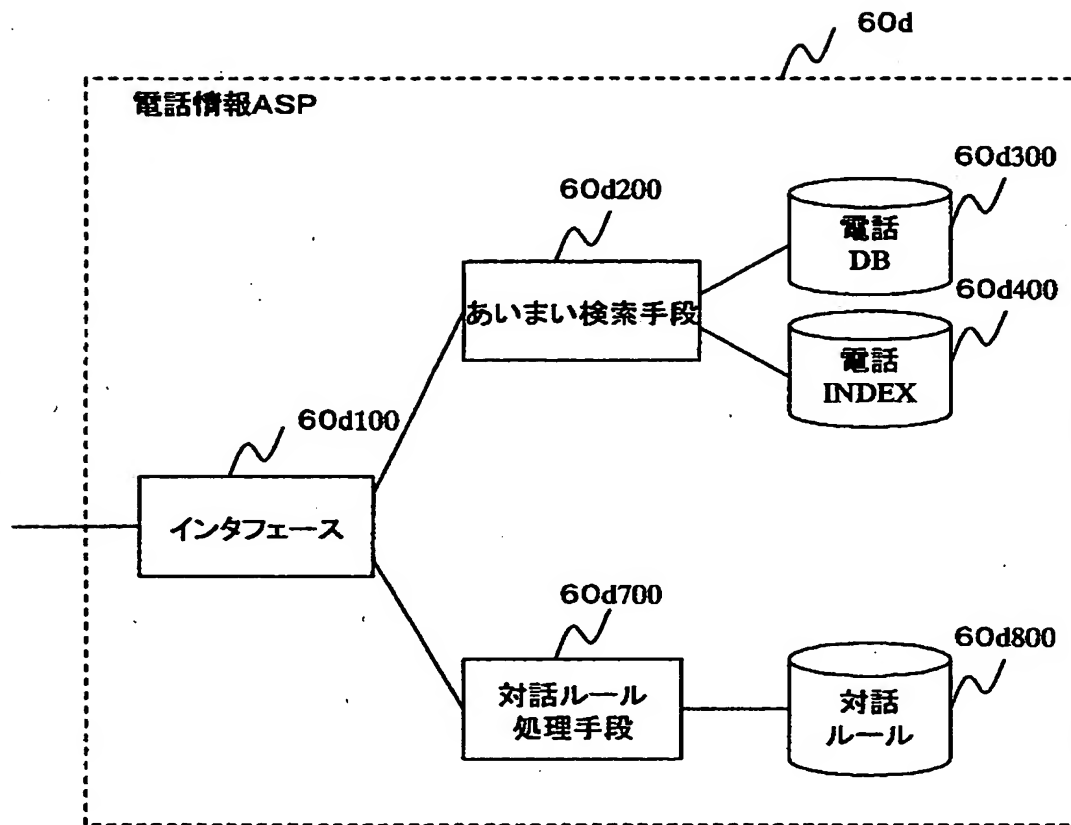 60d
電話情報ASP
60d300
60d200
電話
DB
あいまい検索手段
60d400
電話
INDEX
60d100
インタフェース
60d700
60d800
対話ルール
処理手段
対話
ルール